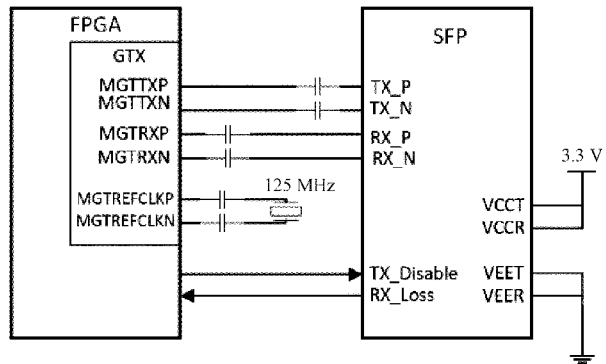 FPGA
GTX
MGTTXP
MGTTXN
MGTRXP
MGTRXN
MGTREFCLKP
MGTREFCLKN
125 MHz
SFP
TX_P
TX_N
RX_P
RX_N
3.3 V
VCCT
VCCR
TX_Disable
RX_Loss
VEET
VEER